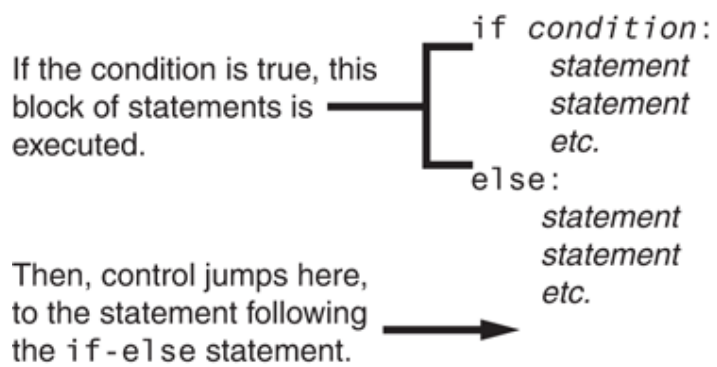 if condition:
If the condition is true, this
block of statements is
executed.
statement
statement
etc.
else:
statement
statement
etc.
Then, control jumps here,
to the statement following
the if-else statement.